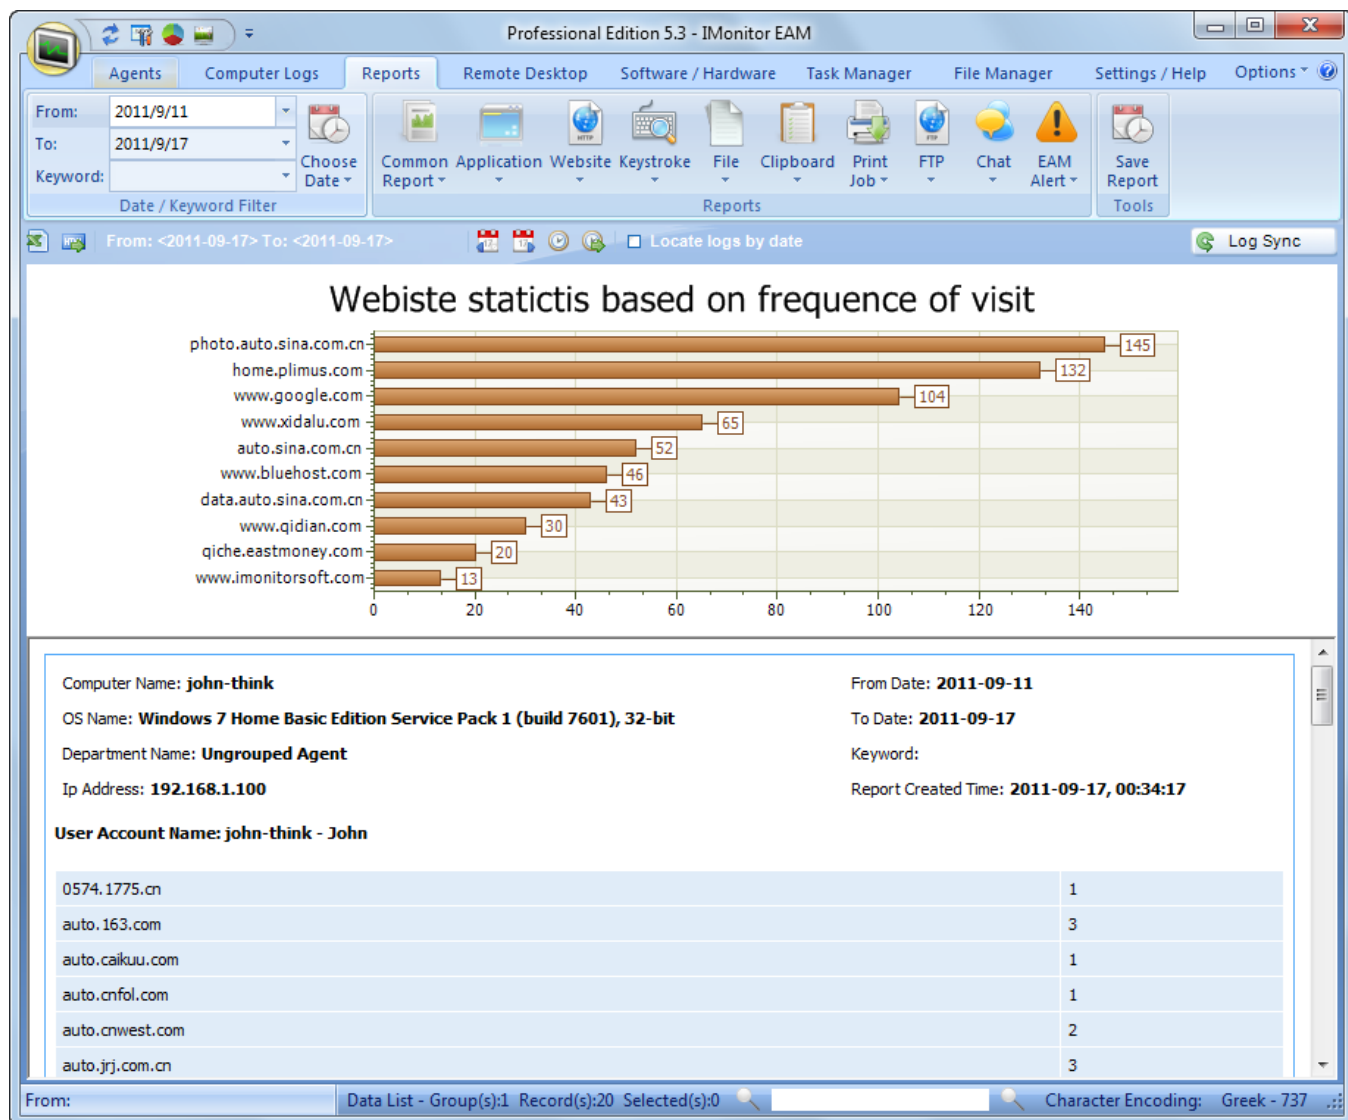 Professional Edition 5.3 - IMonitor EAM
Agents Computer Logs Reports Remote Desktop Software / Hardware Task Manager File Manager Settings / Help Options
From: 2011/9/11
To: 2011/9/17
Keyword:
Choose Date
Date / Keyword Filter
Common Report Application Website Keystroke File Clipboard Print Job FTP Chat EAM Alert
Reports
Save Report
Tools
From: <2011-09-17> To: <2011-09-17> Locate logs by date Log Sync
Webiste statictis based on frequence of visit
photo.auto.sina.com.cn 145
home.plimus.com 132
www.google.com 104
www.xidalu.com 65
auto.sina.com.cn 52
www.bluehost.com 46
data.auto.sina.com.cn 43
www.qidian.com 30
qiche.eastmoney.com 20
www.imonitorsoft.com 13
0 20 40 60 80 100 120 140
Computer Name: john-think From Date: 2011-09-11
OS Name: Windows 7 Home Basic Edition Service Pack 1 (build 7601), 32-bit To Date: 2011-09-17
Department Name: Ungrouped Agent Keyword:
Ip Address: 192.168.1.100 Report Created Time: 2011-09-17, 00:34:17
User Account Name: john-think - John
0574.1775.cn 1
auto.163.com 3
auto.caikuu.com 1
auto.cnfol.com 1
auto.cnwest.com 2
auto.jrj.com.cn 3
From: Data List - Group(s):1 Record(s):20 Selected(s):0 Character Encoding: Greek - 737